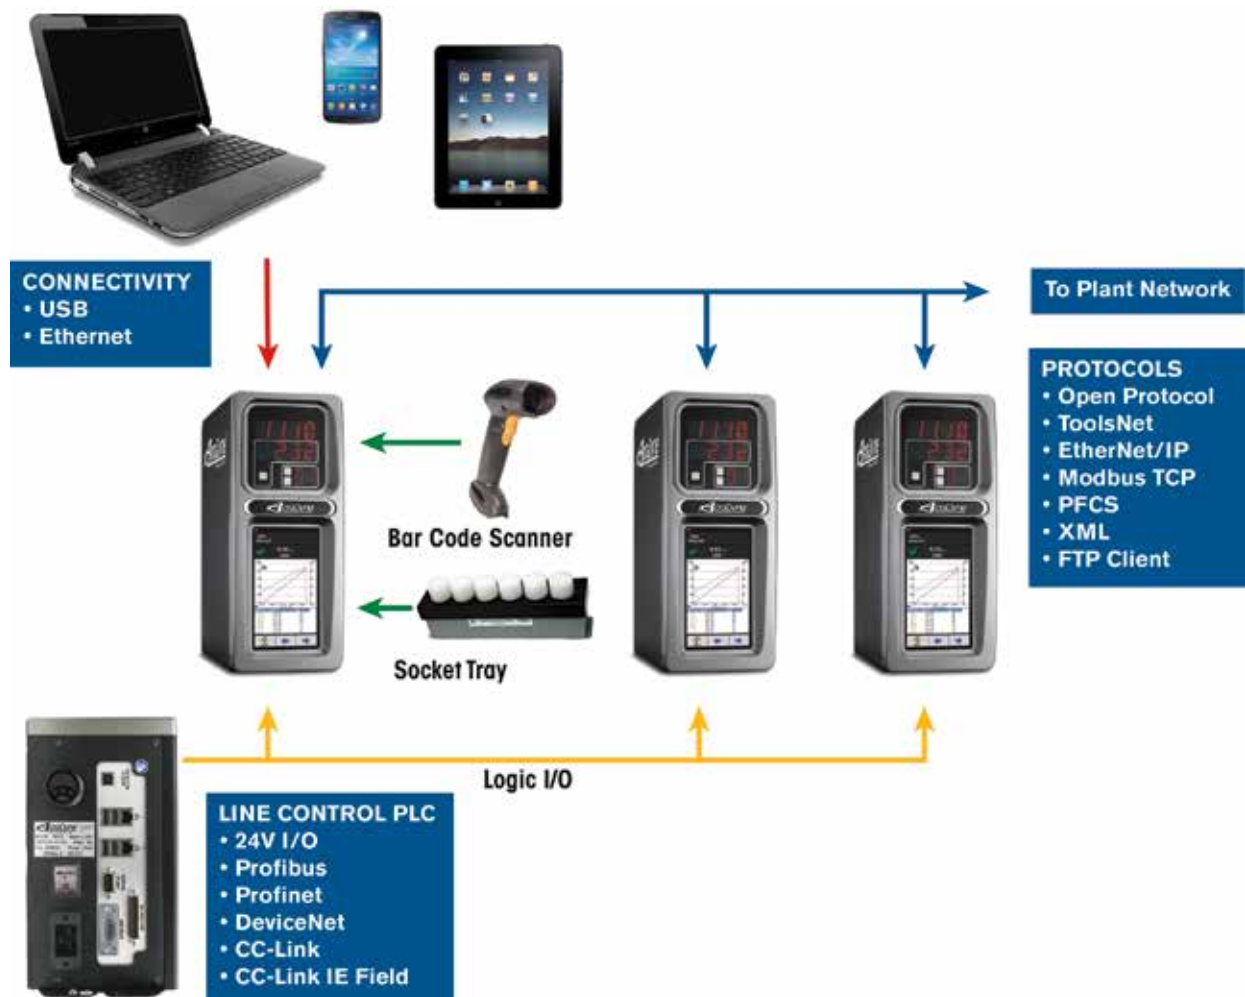 CONNECTIVITY
• USB
• Ethernet
To Plant Network
PROTOCOLS
• Open Protocol
• ToolsNet
• EtherNet/IP
• Modbus TCP
• PFCS
• XML
• FTP Client
Bar Code Scanner
Socket Tray
Logic I/O
LINE CONTROL PLC
• 24V I/O
• Profibus
• Profinet
• DeviceNet
• CC-Link
• CC-Link IE Field